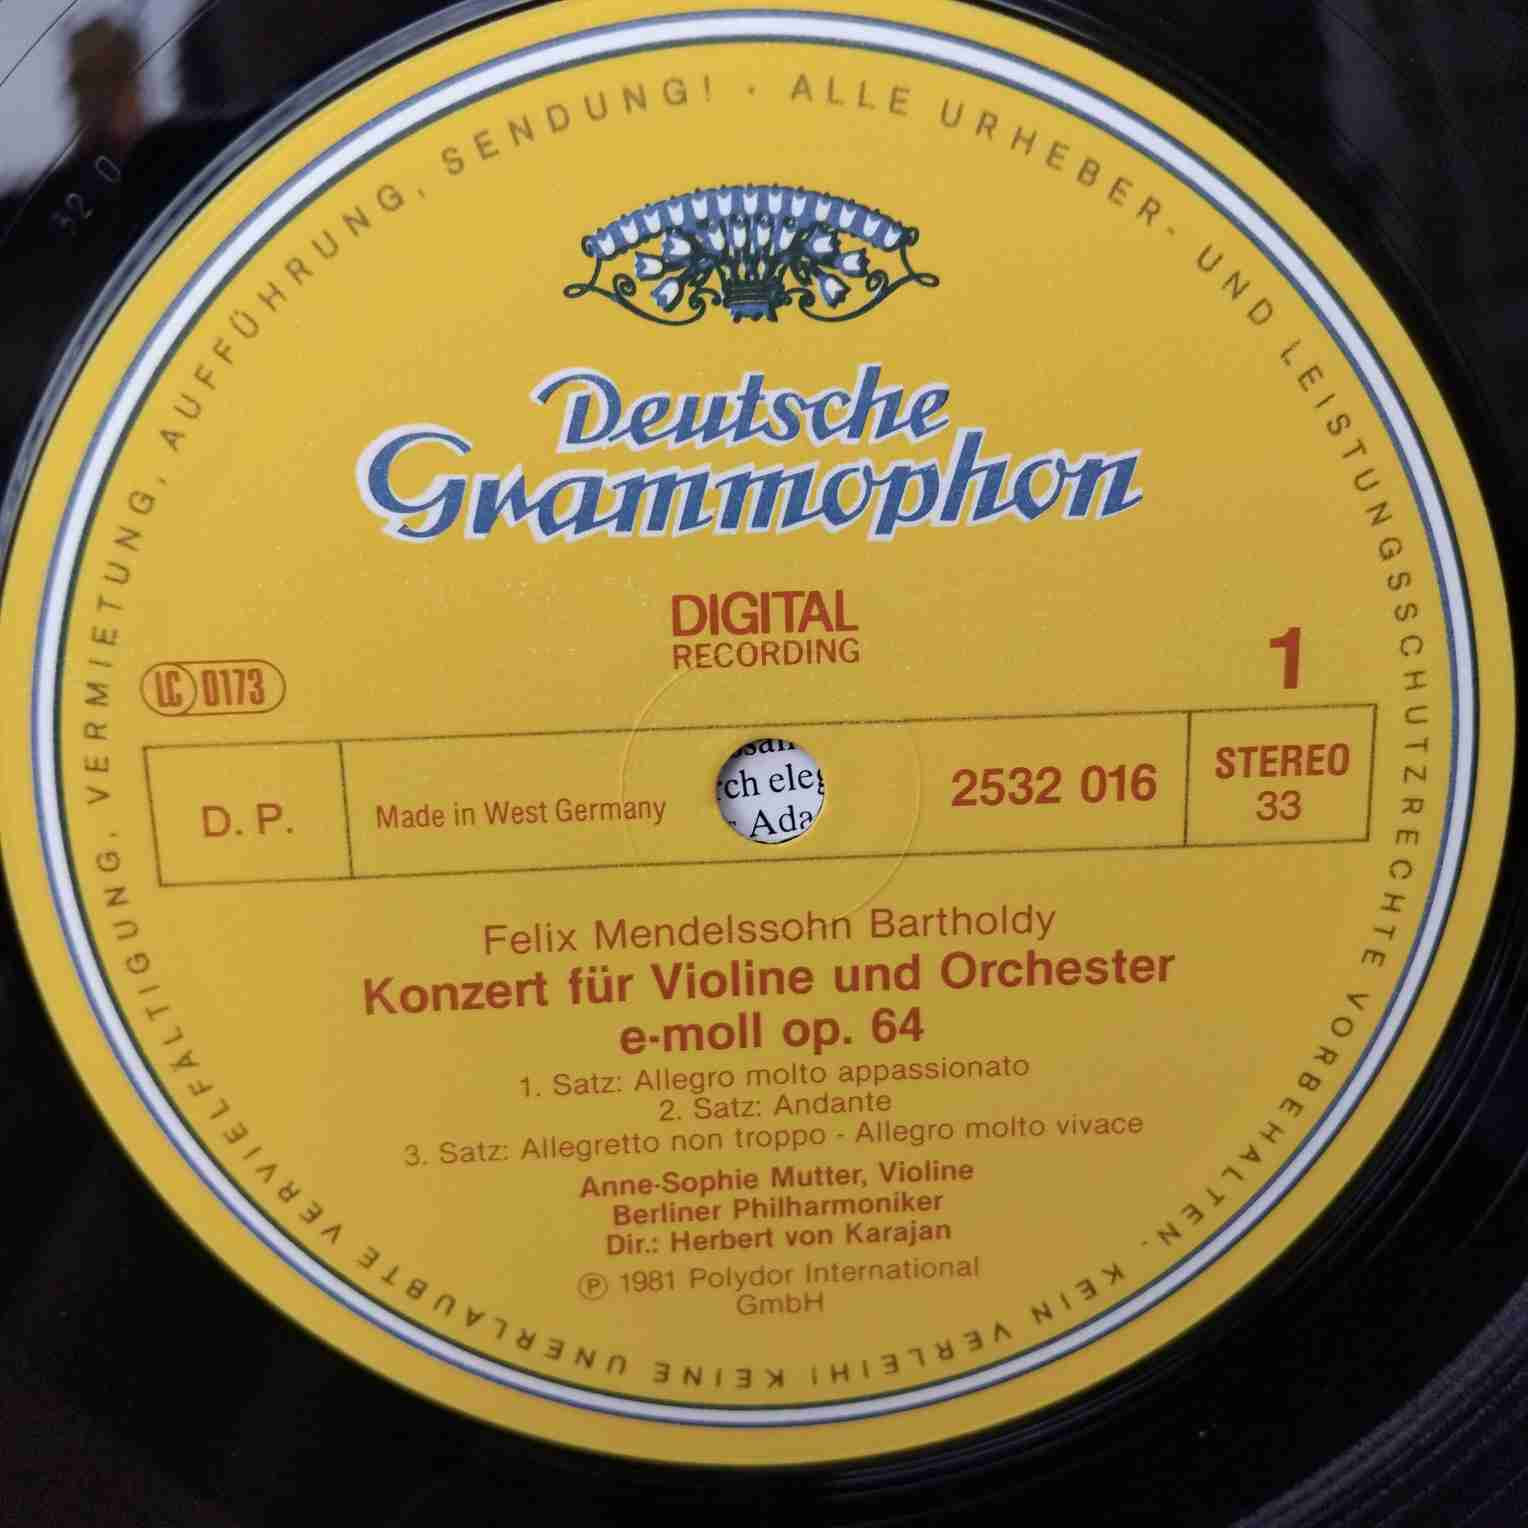 ALLE URHEBER- UND LEISTUNGSSCHUTZRECHTE VORBEHALTEN · KEIN VERLEIH! KEINE UNERLAUBTE VERVIELFÄLTIGUNG, VERMIETUNG, AUFFÜHRUNG, SENDUNG! ·
Deutsche
Grammophon
DIGITAL
RECORDING
LC 0173
1
D. P.
Made in West Germany
2532 016
STEREO
33
Felix Mendelssohn Bartholdy
Konzert für Violine und Orchester
e-moll op. 64
1. Satz: Allegro molto appassionato
2. Satz: Andante
3. Satz: Allegretto non troppo - Allegro molto vivace
Anne-Sophie Mutter, Violine
Berliner Philharmoniker
Dir.: Herbert von Karajan
Ⓟ 1981 Polydor International
GmbH
32 0